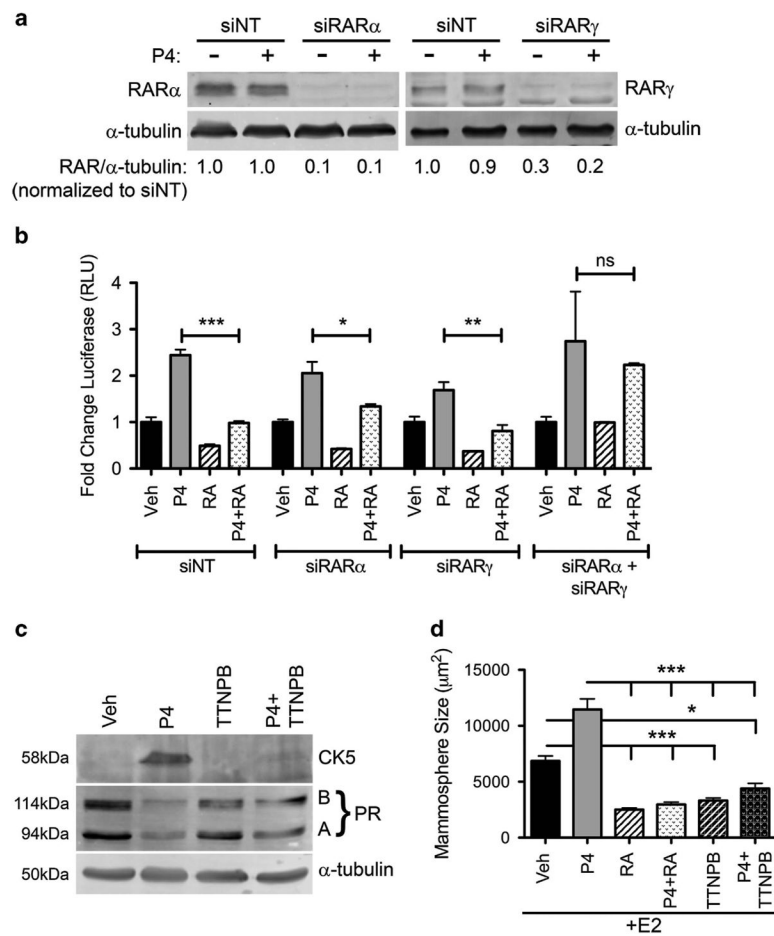 a
siNT siRARα siNT siRARγ
P4: - + - + - + - +
RARα RARγ
α-tubulin α-tubulin
RAR/α-tubulin: 1.0 1.0 0.1 0.1 1.0 0.9 0.3 0.2
(normalized to siNT)
b
Fold Change Luciferase (RLU)
4
3
2
1
0
*** * ** ns
Veh P4 RA P4+RA Veh P4 RA P4+RA Veh P4 RA P4+RA Veh P4 RA P4+RA
siNT siRARα siRARγ siRARα +
siRARγ
c
Veh P4 TTNPB P4+
TTNPB
58kDa CK5
114kDa B
PR
94kDa A
50kDa α-tubulin
d
Mammosphere Size (μm²)
15000
10000
5000
0
***
*
***
Veh P4 RA P4+RA TTNPB P4+
TTNPB
+E2